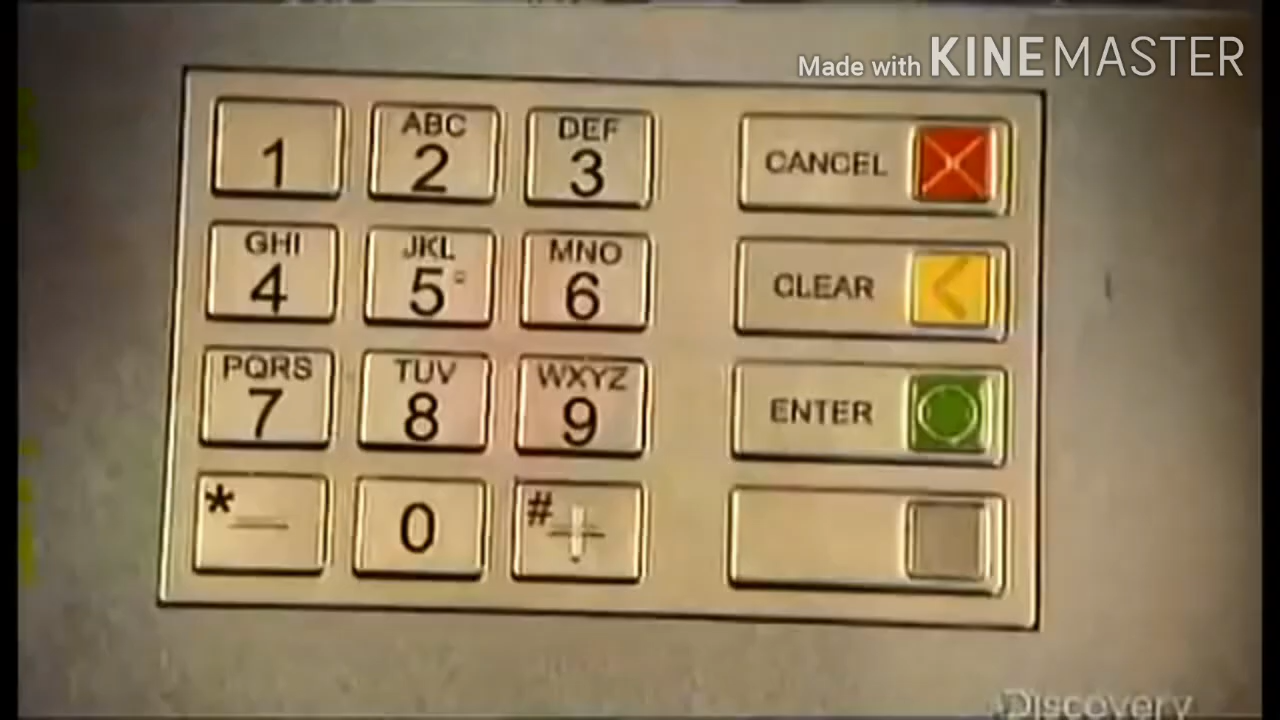 Made with KINEMASTER
1
ABC
2
DEF
3
CANCEL
GHI
4
JKL
5
MNO
6
CLEAR
PQRS
7
TUV
8
WXYZ
9
ENTER
* —
0
# +
Discovery